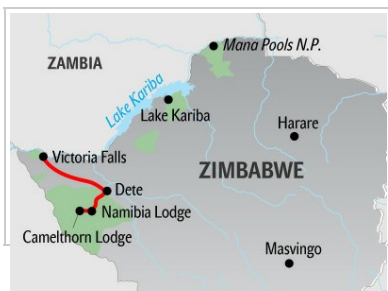 Mana Pools N.P.
ZAMBIA
Lake Kariba
Lake Kariba
Harare
Victoria Falls
ZIMBABWE
Dete
Namibia Lodge
Camelthorn Lodge
Masvingo